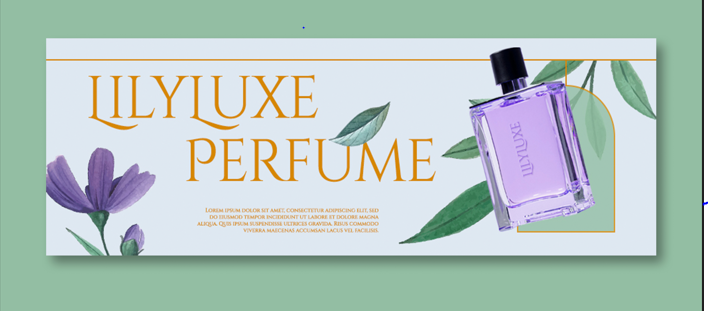 LILYLUXE
PERFUME
LOREM IPSUM DOLOR SIT AMET, CONSECTETUR ADIPISCING ELIT, SED
DO EIUSMOD TEMPOR INCIDIDUNT UT LABORE ET DOLORE MAGNA
ALIQUA. QUIS IPSUM SUSPENDISSE ULTRICES GRAVIDA. RISUS COMMODO
VIVERRA MAECENAS ACCUMSAN LACUS VEL FACILISIS.
LILYLUXE